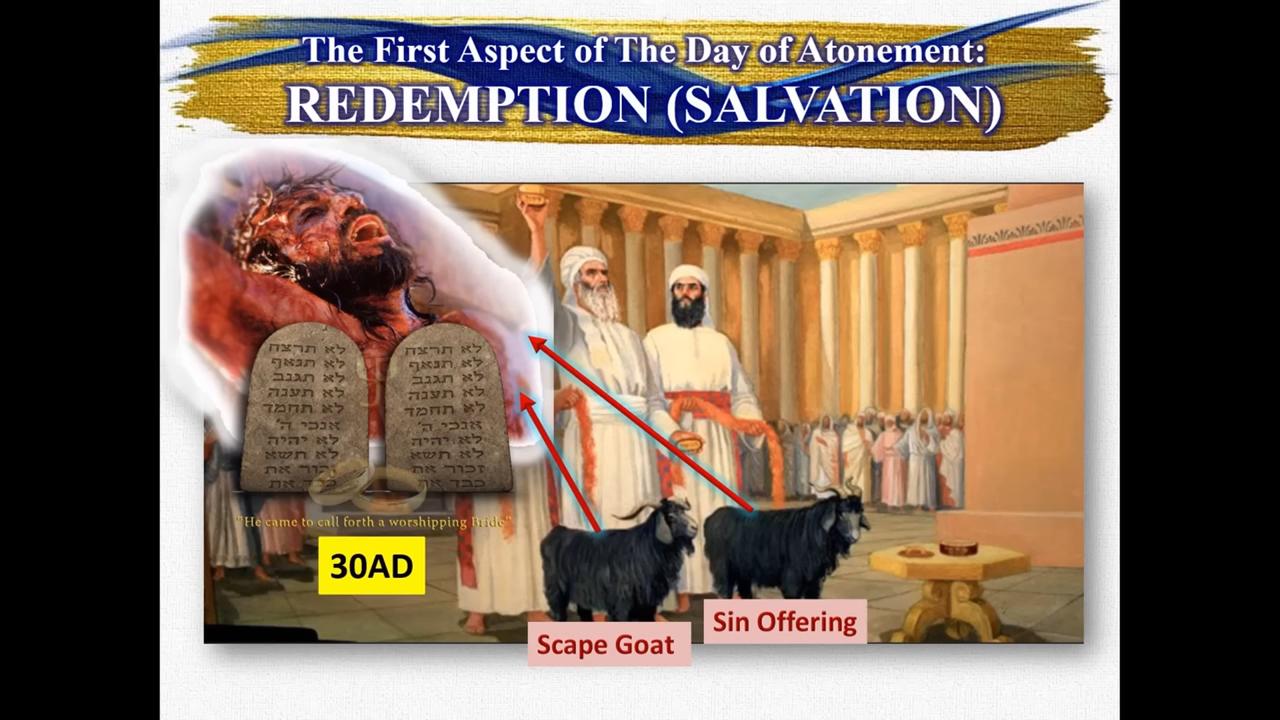 The First Aspect of The Day of Atonement:
REDEMPTION (SALVATION)
לא תרצח
לא תנאף
לא תגנב
לא תענה
לא תחמד
אנכי ה'
לא יהיה
לא תשא
זכור את
כבד את
לא תרצח
לא תנאף
לא תגנב
לא תענה
לא תחמד
אנכי ה'
לא יהיה
לא תשא
זכור את
כבד את
"He came to call forth a worshipping Bride"
30AD
Sin Offering
Scape Goat